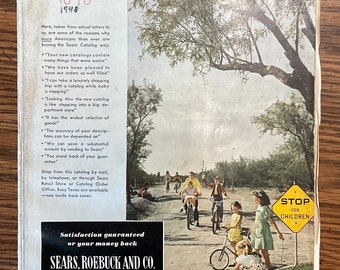 1948
Here, taken from actual letters to
us, are some of the reasons why
more Americans than ever are
buying the Sears Catalog way.
"Your new catalogs contain
many things that were scarce"
"We have been pleased to
have our orders so well filled"
"I can take a leisurely shopping
trip with a catalog while baby
is napping"
"Looking thru the new catalog
is like stepping into a big de-
partment store"
"It has the widest selection of
goods"
"The accuracy of your descrip-
tions can be depended on"
"We can save a substantial
amount by sending to Sears"
"You stand back of your guar-
antee"
Shop from this catalog by mail,
by telephone, or through Sears
Retail Store or Catalog Order
Office. Easy Terms are available
—see inside back cover.
Satisfaction guaranteed
or your money back
SEARS, ROEBUCK AND CO.
STOP
FOR
CHILDREN